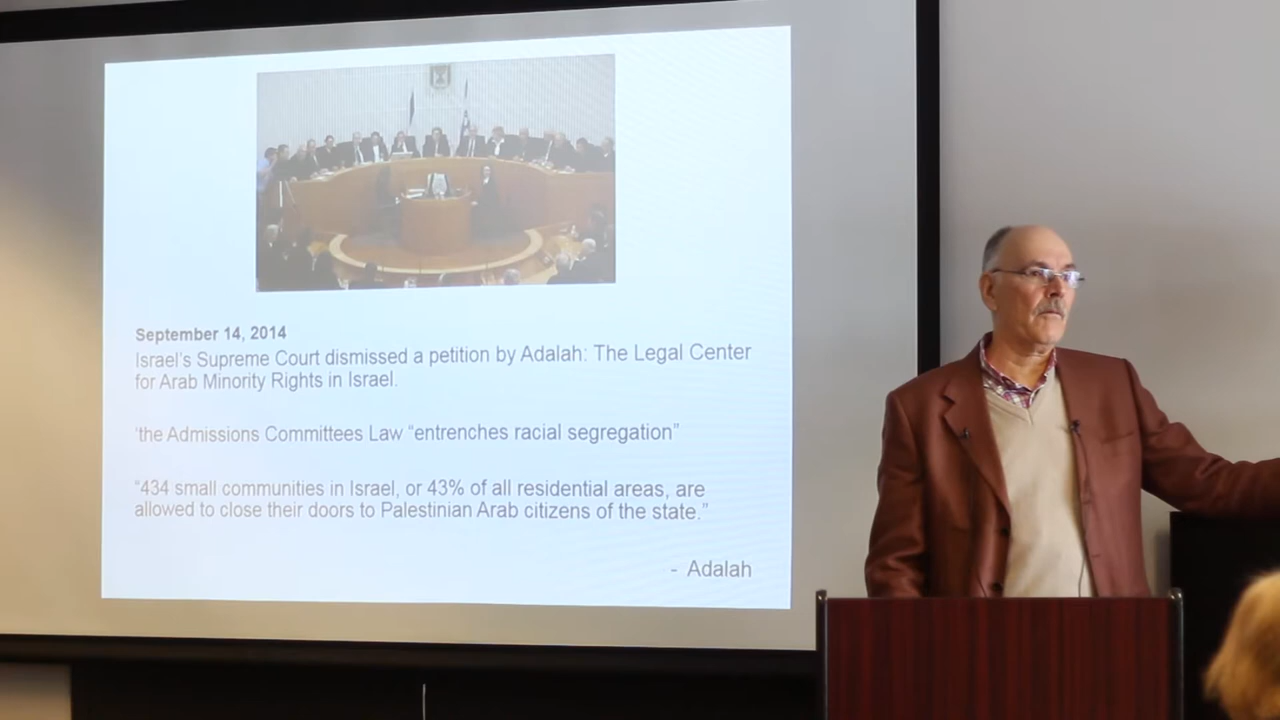 September 14, 2014
Israel's Supreme Court dismissed a petition by Adalah: The Legal Center
for Arab Minority Rights in Israel.
'the Admissions Committees Law "entrenches racial segregation"
"434 small communities in Israel, or 43% of all residential areas, are
allowed to close their doors to Palestinian Arab citizens of the state."
- Adalah